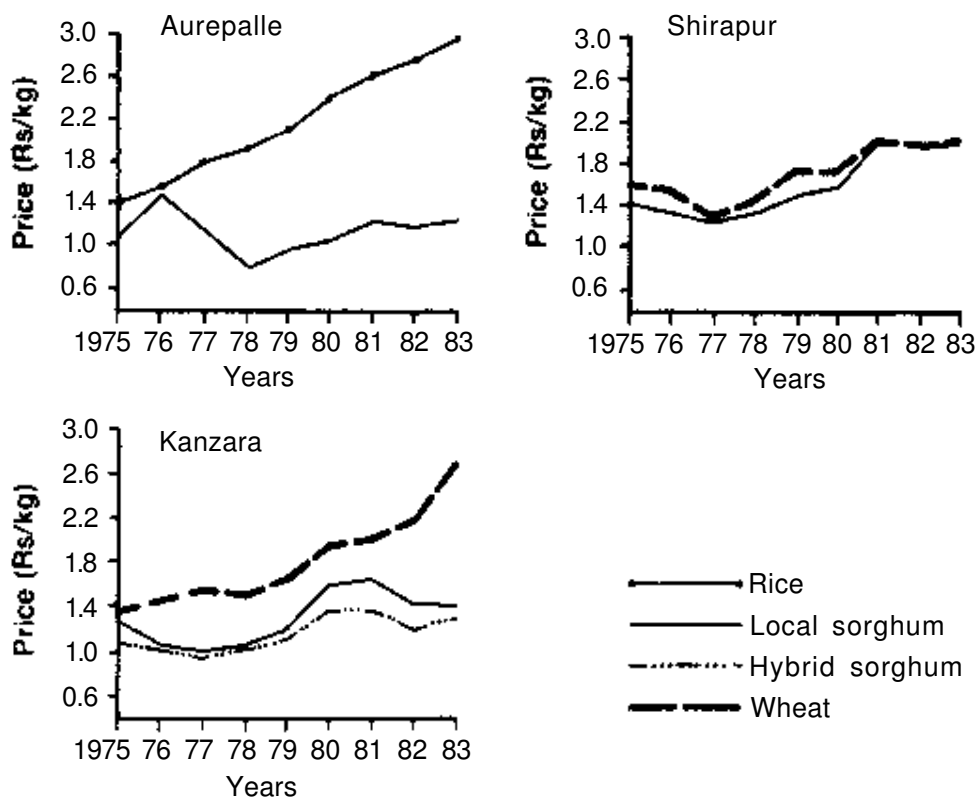 Aurepalle
Price (Rs/kg)
3.0
2.6
2.2
1.8
1.4
1.0
0.6
1975 76 77 78 79 80 81 82 83
Years
Shirapur
Price (Rs/kg)
3.0
2.6
2.2
1.8
1.4
1.0
0.6
1975 76 77 78 79 80 81 82 83
Years
Kanzara
Price (Rs/kg)
3.0
2.6
2.2
1.8
1.4
1.0
0.6
1975 76 77 78 79 80 81 82 83
Years
Rice
Local sorghum
Hybrid sorghum
Wheat